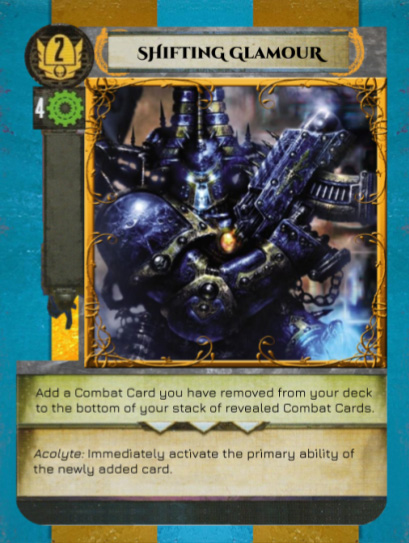 2
SHIFTING GLAMOUR
4
Add a Combat Card you have removed from your deck
to the bottom of your stack of revealed Combat Cards.
Acolyte: Immediately activate the primary ability of
the newly added card.